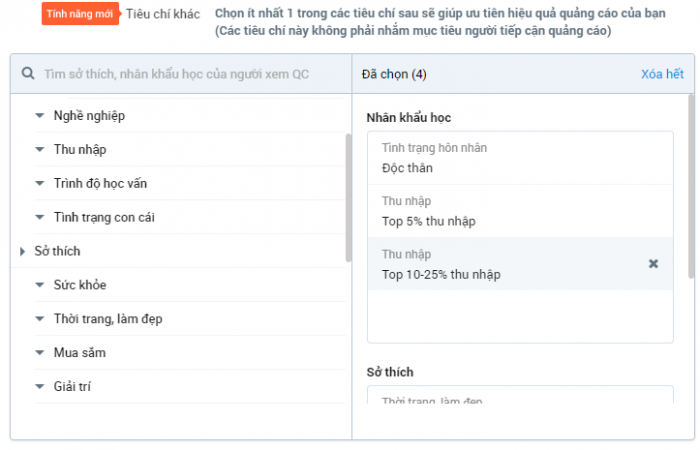 Tính năng mới Tiêu chí khác Chọn ít nhất 1 trong các tiêu chí sau sẽ giúp ưu tiên hiệu quả quảng cáo của bạn
(Các tiêu chí này không phải nhắm mục tiêu người tiếp cận quảng cáo)
Tìm sở thích, nhân khẩu học của người xem QC
Nghề nghiệp
Thu nhập
Trình độ học vấn
Tình trạng con cái
Sở thích
Sức khỏe
Thời trang, làm đẹp
Mua sắm
Giải trí
Đã chọn (4) Xóa hết
Nhân khẩu học
Tình trạng hôn nhân
Độc thân
Thu nhập
Top 5% thu nhập
Thu nhập
Top 10-25% thu nhập
Sở thích
Thời trang, làm đẹp